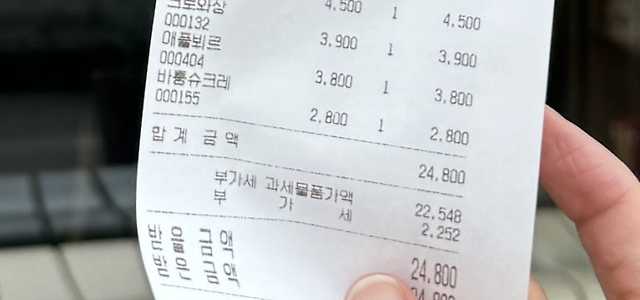 4,500 1 4,500
크로와상
000132 3,900 1 3,900
애플뵈르
000404 3,800 1 3,800
바통슈크레
000155 2,800 1 2,800
합 계 금 액 24,800
부가세 과세물품가액 22,548
부 가 세 2,252
받 을 금 액 24,800
받 은 금 액